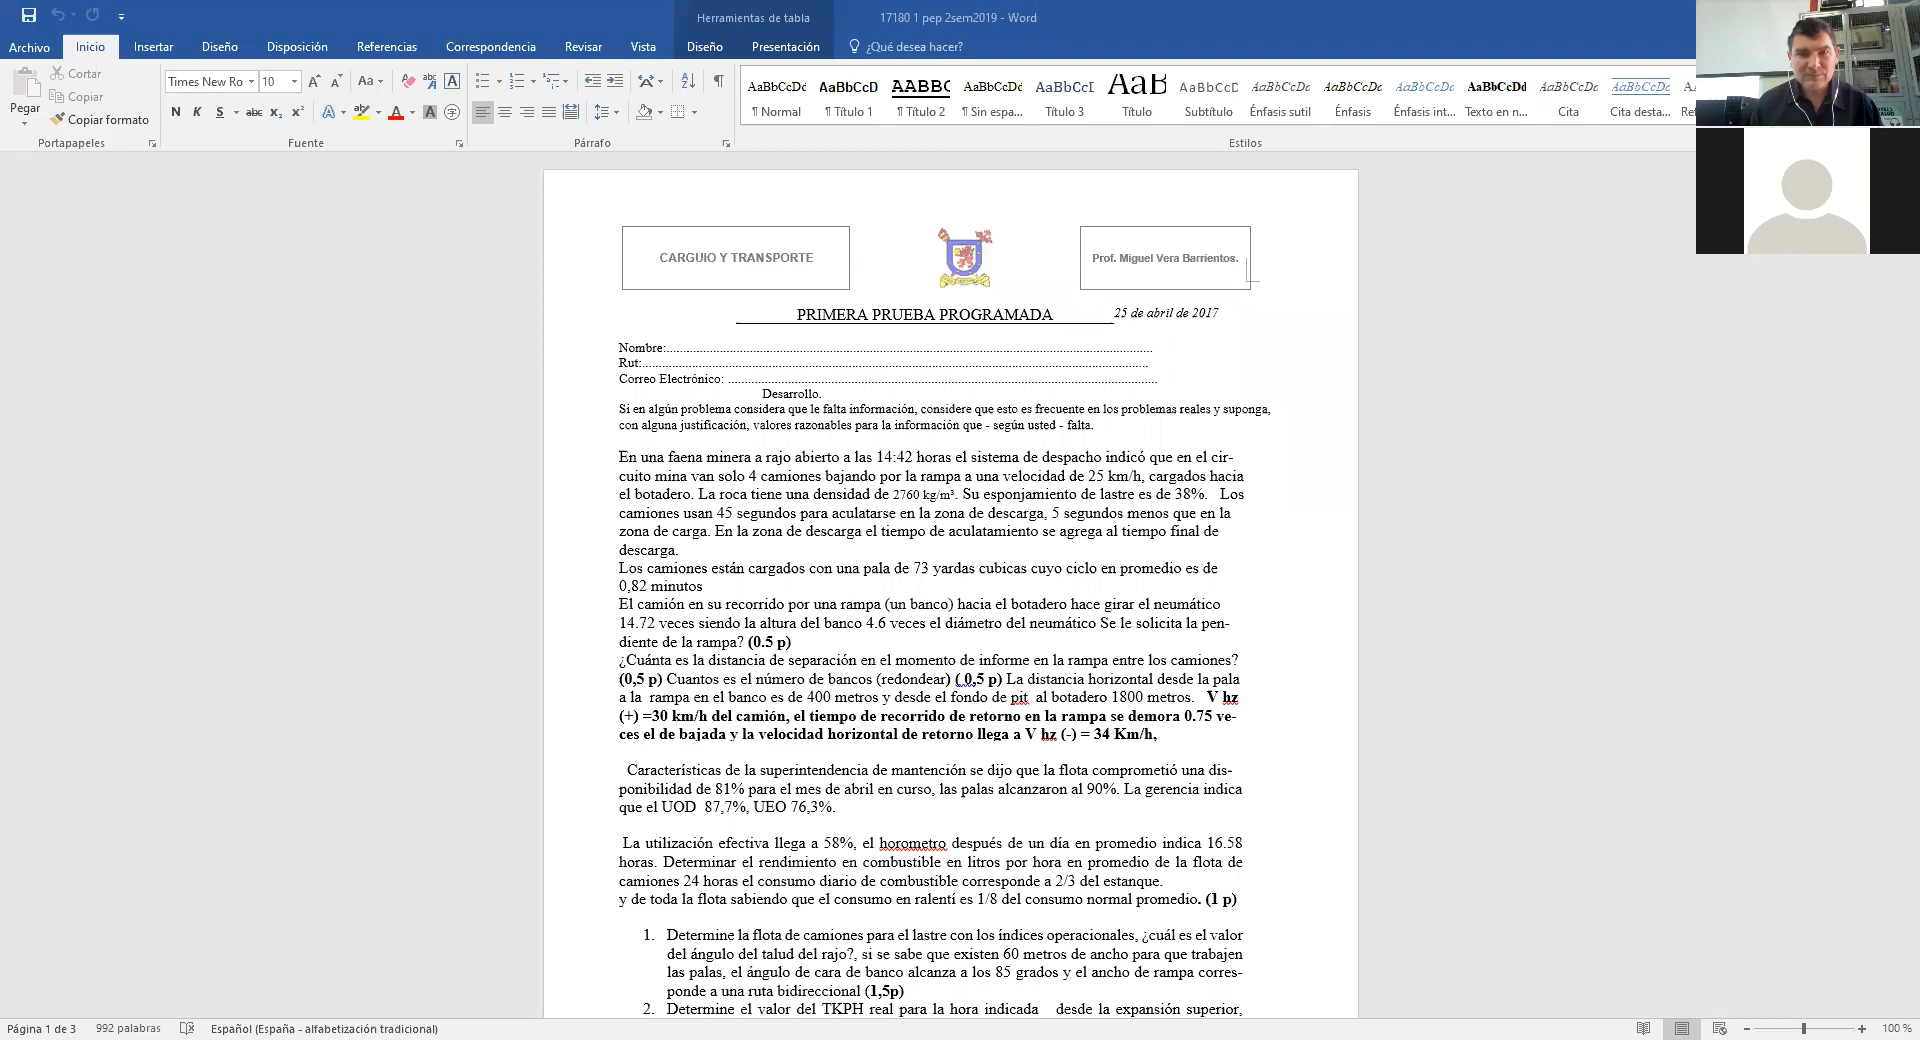 Herramientas de tabla
17180 1 pep 2sem2019 - Word
Archivo Inicio Insertar Diseño Disposición Referencias Correspondencia Revisar Vista Diseño Presentación ¿Qué desea hacer?
Pegar
Cortar
Copiar
Copiar formato
Portapapeles
Times New Ro 10
Aa
N K S abc x₂ x²
Fuente
Párrafo
AaBbCcDd AaBbCcD AABBC AaBbCcDd AaBbCcI AaB AaBbCcD AaBbCcDd AaBbCcDd AaBbCcDd AaBbCcDd AaBbCcDd AaBbCcDd
¶ Normal ¶ Título 1 ¶ Título 2 ¶ Sin espa... Título 3 Título Subtítulo Énfasis sutil Énfasis Énfasis int... Texto en n... Cita Cita desta...
Estilos
CARGUIO Y TRANSPORTE
Prof. Miguel Vera Barrientos.
PRIMERA PRUEBA PROGRAMADA 25 de abril de 2017
Nombre:
Rut:
Correo Electrónico:
Desarrollo.
Si en algún problema considera que le falta información, considere que esto es frecuente en los problemas reales y suponga,
con alguna justificación, valores razonables para la información que - según usted - falta.
En una faena minera a rajo abierto a las 14:42 horas el sistema de despacho indicó que en el cir-
cuito mina van solo 4 camiones bajando por la rampa a una velocidad de 25 km/h, cargados hacia
el botadero. La roca tiene una densidad de 2760 kg/m³. Su esponjamiento de lastre es de 38%. Los
camiones usan 45 segundos para aculatarse en la zona de descarga, 5 segundos menos que en la
zona de carga. En la zona de descarga el tiempo de aculatamiento se agrega al tiempo final de
descarga.
Los camiones están cargados con una pala de 73 yardas cubicas cuyo ciclo en promedio es de
0,82 minutos
El camión en su recorrido por una rampa (un banco) hacia el botadero hace girar el neumático
14.72 veces siendo la altura del banco 4.6 veces el diámetro del neumático Se le solicita la pen-
diente de la rampa? (0.5 p)
¿Cuánta es la distancia de separación en el momento de informe en la rampa entre los camiones?
(0,5 p) Cuantos es el número de bancos (redondear) ( 0,5 p) La distancia horizontal desde la pala
a la rampa en el banco es de 400 metros y desde el fondo de pit al botadero 1800 metros. V hz
(+) =30 km/h del camión, el tiempo de recorrido de retorno en la rampa se demora 0.75 ve-
ces el de bajada y la velocidad horizontal de retorno llega a V hz (-) = 34 Km/h,
Características de la superintendencia de mantención se dijo que la flota comprometió una dis-
ponibilidad de 81% para el mes de abril en curso, las palas alcanzaron al 90%. La gerencia indica
que el UOD 87,7%, UEO 76,3%.
La utilización efectiva llega a 58%, el horometro después de un día en promedio indica 16.58
horas. Determinar el rendimiento en combustible en litros por hora en promedio de la flota de
camiones 24 horas el consumo diario de combustible corresponde a 2/3 del estanque.
y de toda la flota sabiendo que el consumo en ralentí es 1/8 del consumo normal promedio. (1 p)
1. Determine la flota de camiones para el lastre con los índices operacionales, ¿cuál es el valor
del ángulo del talud del rajo?, si se sabe que existen 60 metros de ancho para que trabajen
las palas, el ángulo de cara de banco alcanza a los 85 grados y el ancho de rampa corres-
ponde a una ruta bidireccional (1,5p)
2. Determine el valor del TKPH real para la hora indicada desde la expansión superior,
Página 1 de 3 992 palabras Español (España - alfabetización tradicional) 100 %